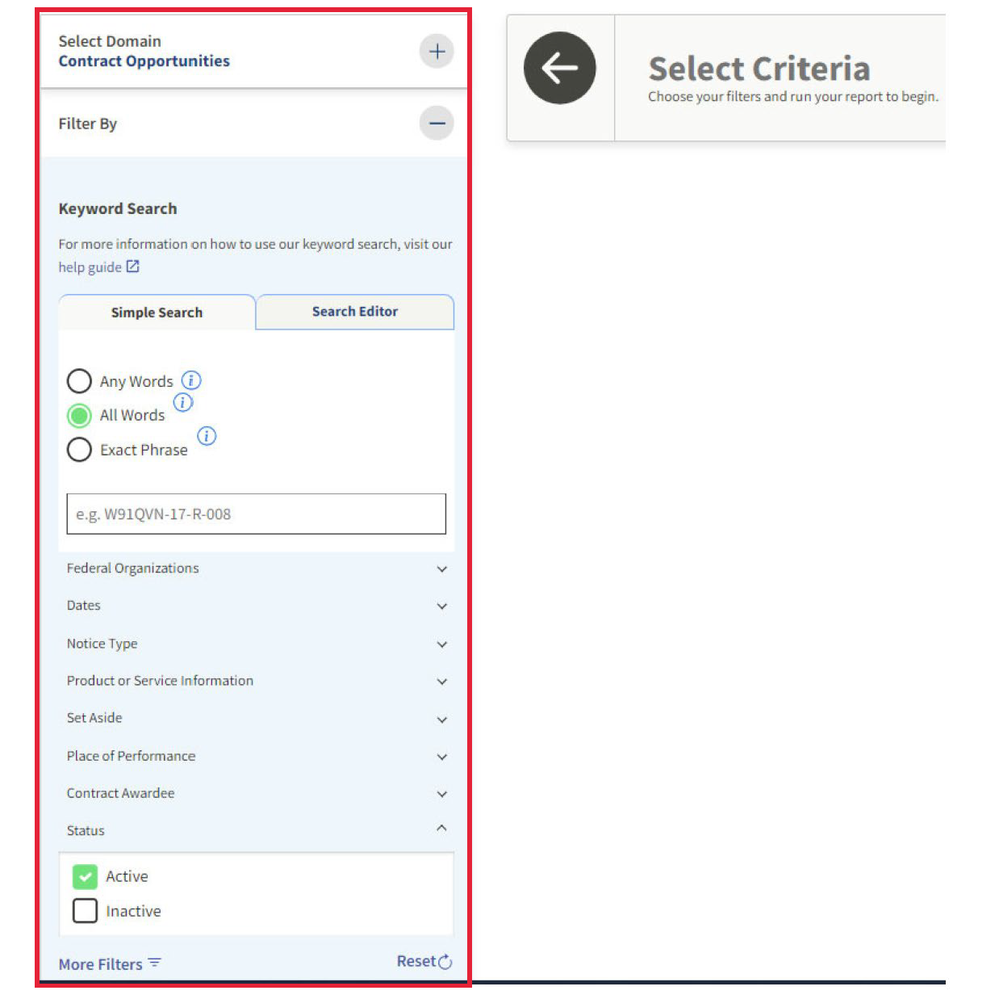 Select Domain
Contract Opportunities
Filter By
Keyword Search
For more information on how to use our keyword search, visit our
help guide
Simple Search
Search Editor
Any Words
All Words
Exact Phrase
e.g. W91QVN-17-R-008
Federal Organizations
Dates
Notice Type
Product or Service Information
Set Aside
Place of Performance
Contract Awardee
Status
Active
Inactive
More Filters
Reset
Select Criteria
Choose your filters and run your report to begin.